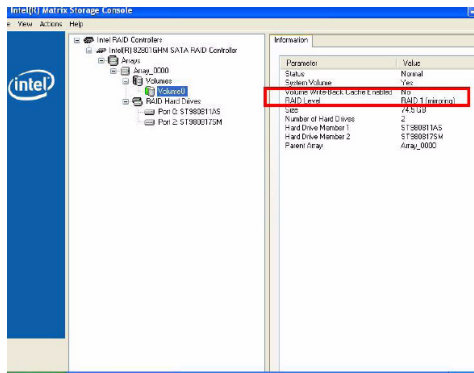 Intel(R) Matrix Storage Console
View Actions Help
intel
Intel RAID Controllers
Intel(R) 82801GHM SATA RAID Controller
Arrays
Array_0000
Volumes
Volume0
RAID Hard Drives
Port 0: ST980811AS
Port 2: ST980817SM
Information
Parameter Value
Status Normal
System Volume Yes
Volume Write-Back Cache Enabled No
RAID Level RAID 1 (mirroring)
Size 74.5 GB
Number of Hard Drives 2
Hard Drive Member 1 ST980811AS
Hard Drive Member 2 ST980817SM
Parent Array Array_0000